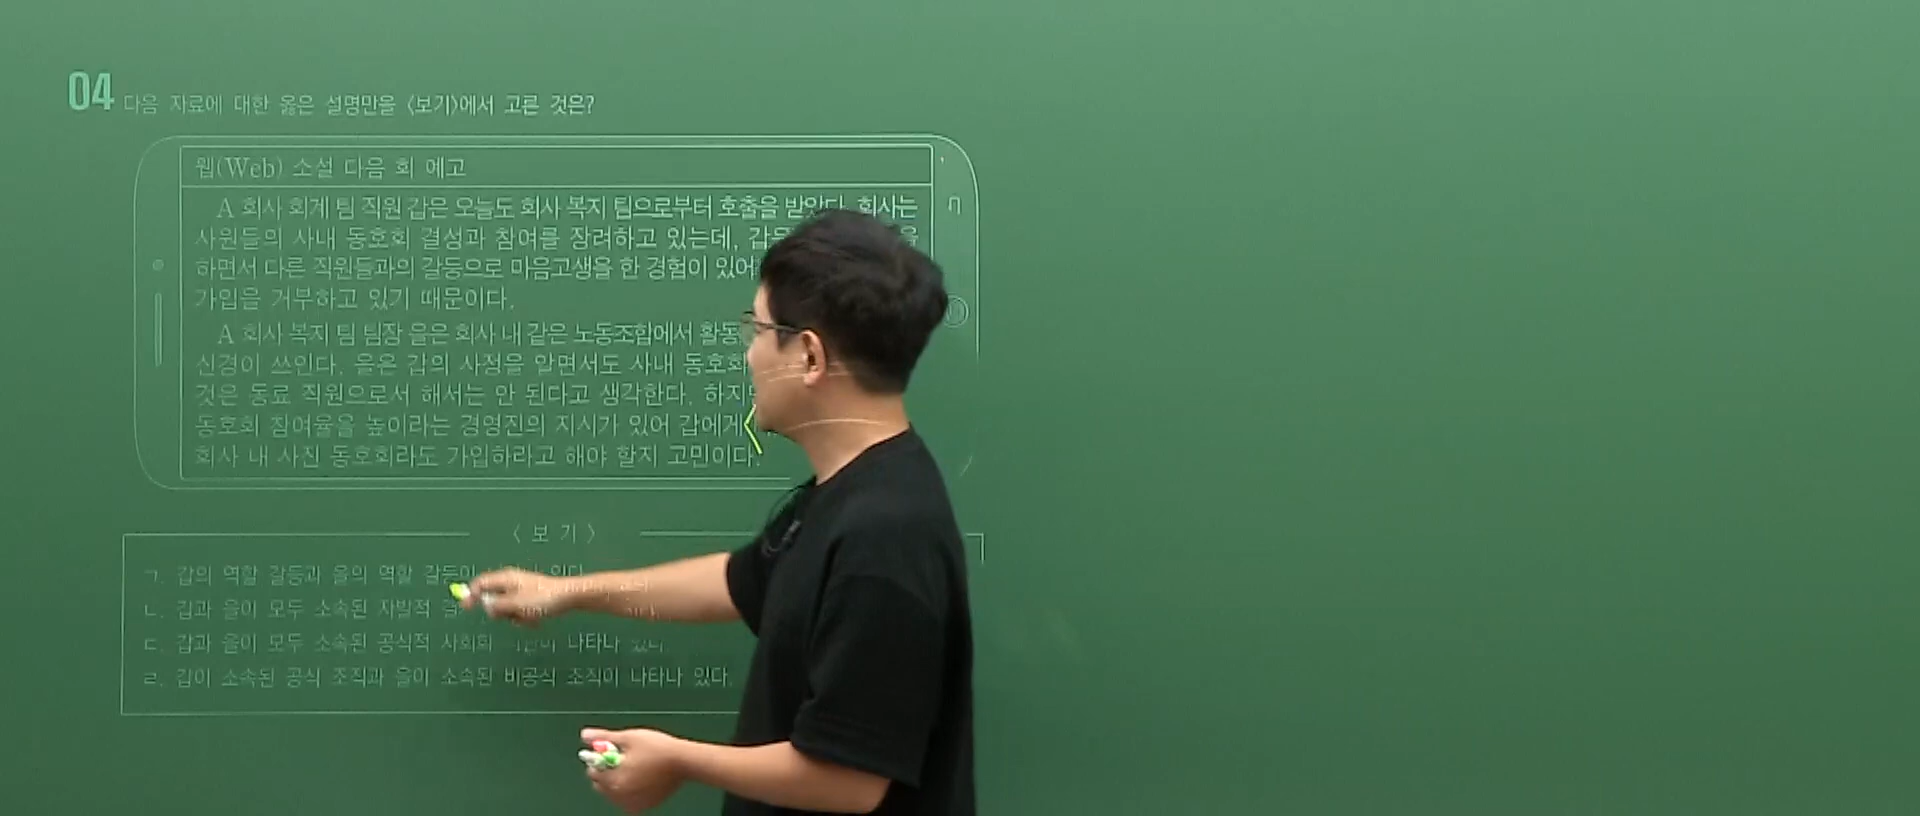 04 다음 자료에 대한 옳은 설명만을 〈보기〉에서 고른 것은?
웹(Web) 소설 다음 회 예고
A 회사 회계 팀 직원 갑은 오늘도 회사 복지 팀으로부터 호출을 받았다. 회사는
사원들의 사내 동호회 결성과 참여를 장려하고 있는데, 갑은 을
하면서 다른 직원들과의 갈등으로 마음고생을 한 경험이 있어
가입을 거부하고 있기 때문이다.
A 회사 복지 팀 팀장 을은 회사 내 같은 노동조합에서 활동
신경이 쓰인다. 을은 갑의 사정을 알면서도 사내 동호회
것은 동료 직원으로서 해서는 안 된다고 생각한다. 하지만
동호회 참여율을 높이라는 경영진의 지시가 있어 갑에게
회사 내 사진 동호회라도 가입하라고 해야 할지 고민이다.
〈보 기〉
ㄱ. 갑의 역할 갈등과 을의 역할 갈등이 있다.
ㄴ. 갑과 을이 모두 소속된 자발적 결
ㄷ. 갑과 을이 모두 소속된 공식적 사회화 기관이 나타나 있다.
ㄹ. 갑이 소속된 공식 조직과 을이 소속된 비공식 조직이 나타나 있다.